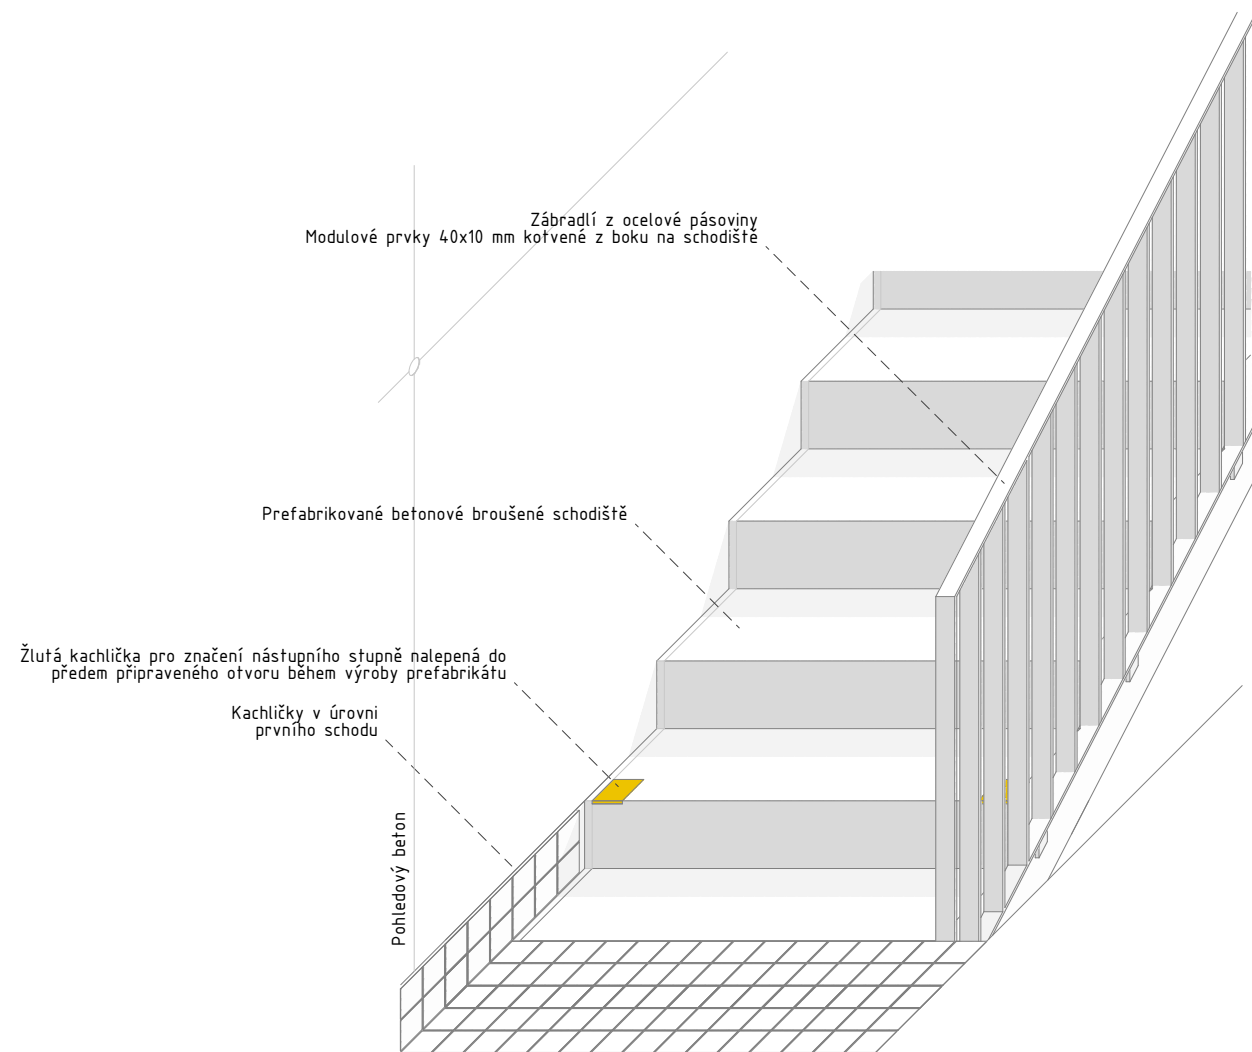 Zábradlí z ocelové pásoviny
Modulové prvky 40x10 mm kotvené z boku na schodiště
Prefabrikované betonové broušené schodiště
Žlutá kachlička pro značení nástupního stupně nalepená do
předem připraveného otvoru během výroby prefabrikátu
Kachličky v úrovni
prvního schodu
Pohledový beton